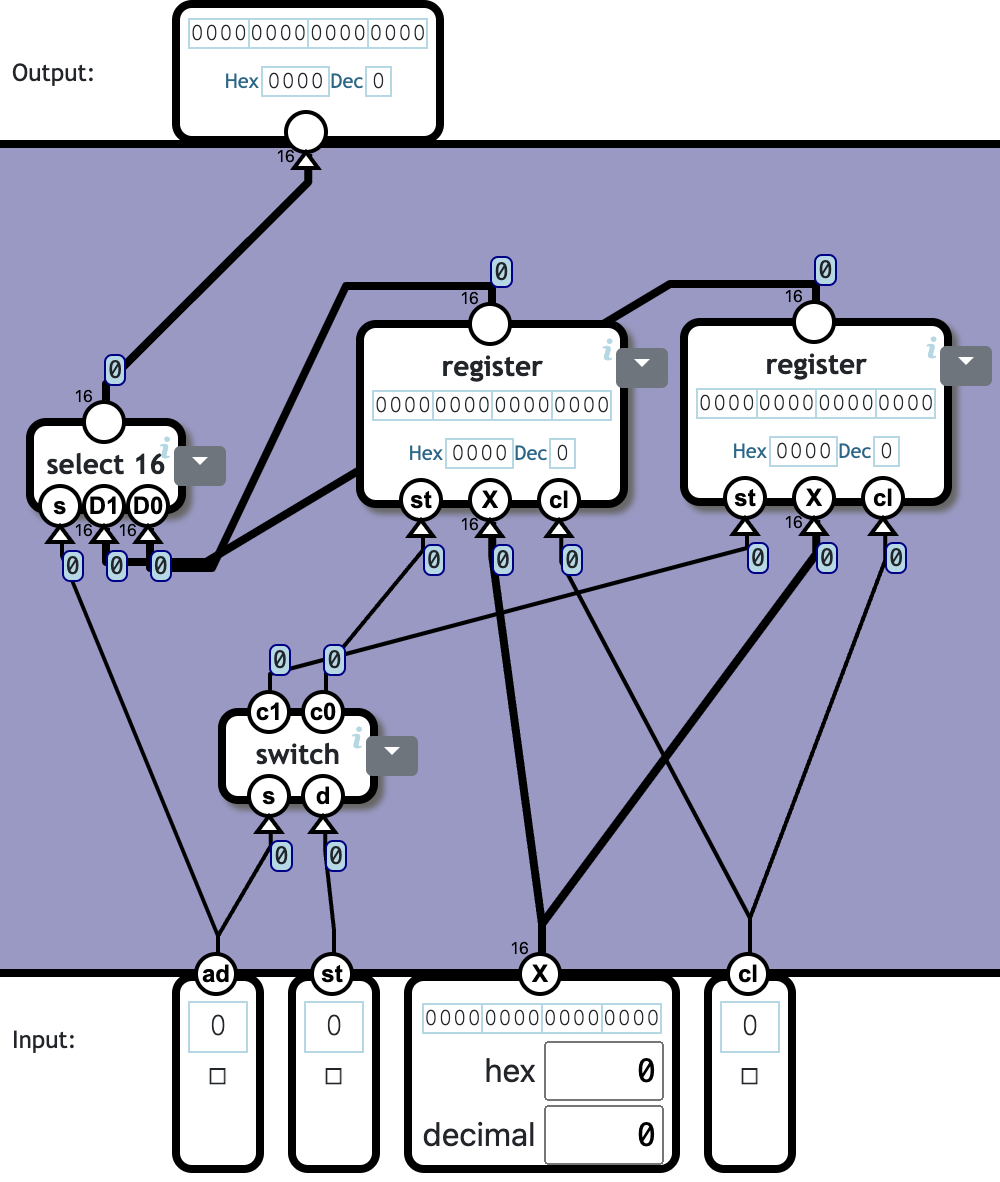 0000 0000 0000 0000
Output:
Hex 0000 Dec 0
16
0 0
16 16
0
16
register register
i i
0000 0000 0000 0000 0000 0000 0000 0000
Hex 0000 Dec 0 Hex 0000 Dec 0
select 16
i
s D1 D0 st X cl st X cl
16 16 16 16
0 0 0 0 0 0 0 0 0
0 0
c1 c0
switch
i
s d
0 0
16
ad st X cl
0 0 0000 0000 0000 0000 0
Input:
hex 0
decimal 0